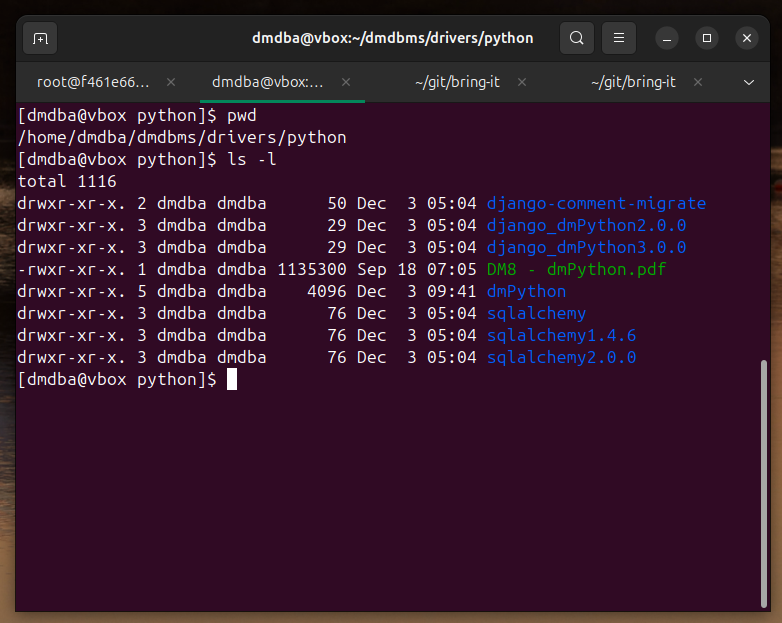 dmdba@vbox:~/dmdbms/drivers/python
root@f461e66... dmdba@vbox:... ~/git/bring-it ~/git/bring-it
[dmdba@vbox python]$ pwd
/home/dmdba/dmdbms/drivers/python
[dmdba@vbox python]$ ls -l
total 1116
drwxr-xr-x. 2 dmdba dmdba      50 Dec  3 05:04 django-comment-migrate
drwxr-xr-x. 3 dmdba dmdba      29 Dec  3 05:04 django_dmPython2.0.0
drwxr-xr-x. 3 dmdba dmdba      29 Dec  3 05:04 django_dmPython3.0.0
-rwxr-xr-x. 1 dmdba dmdba 1135300 Sep 18 07:05 DM8 - dmPython.pdf
drwxr-xr-x. 5 dmdba dmdba    4096 Dec  3 09:41 dmPython
drwxr-xr-x. 3 dmdba dmdba      76 Dec  3 05:04 sqlalchemy
drwxr-xr-x. 3 dmdba dmdba      76 Dec  3 05:04 sqlalchemy1.4.6
drwxr-xr-x. 3 dmdba dmdba      76 Dec  3 05:04 sqlalchemy2.0.0
[dmdba@vbox python]$